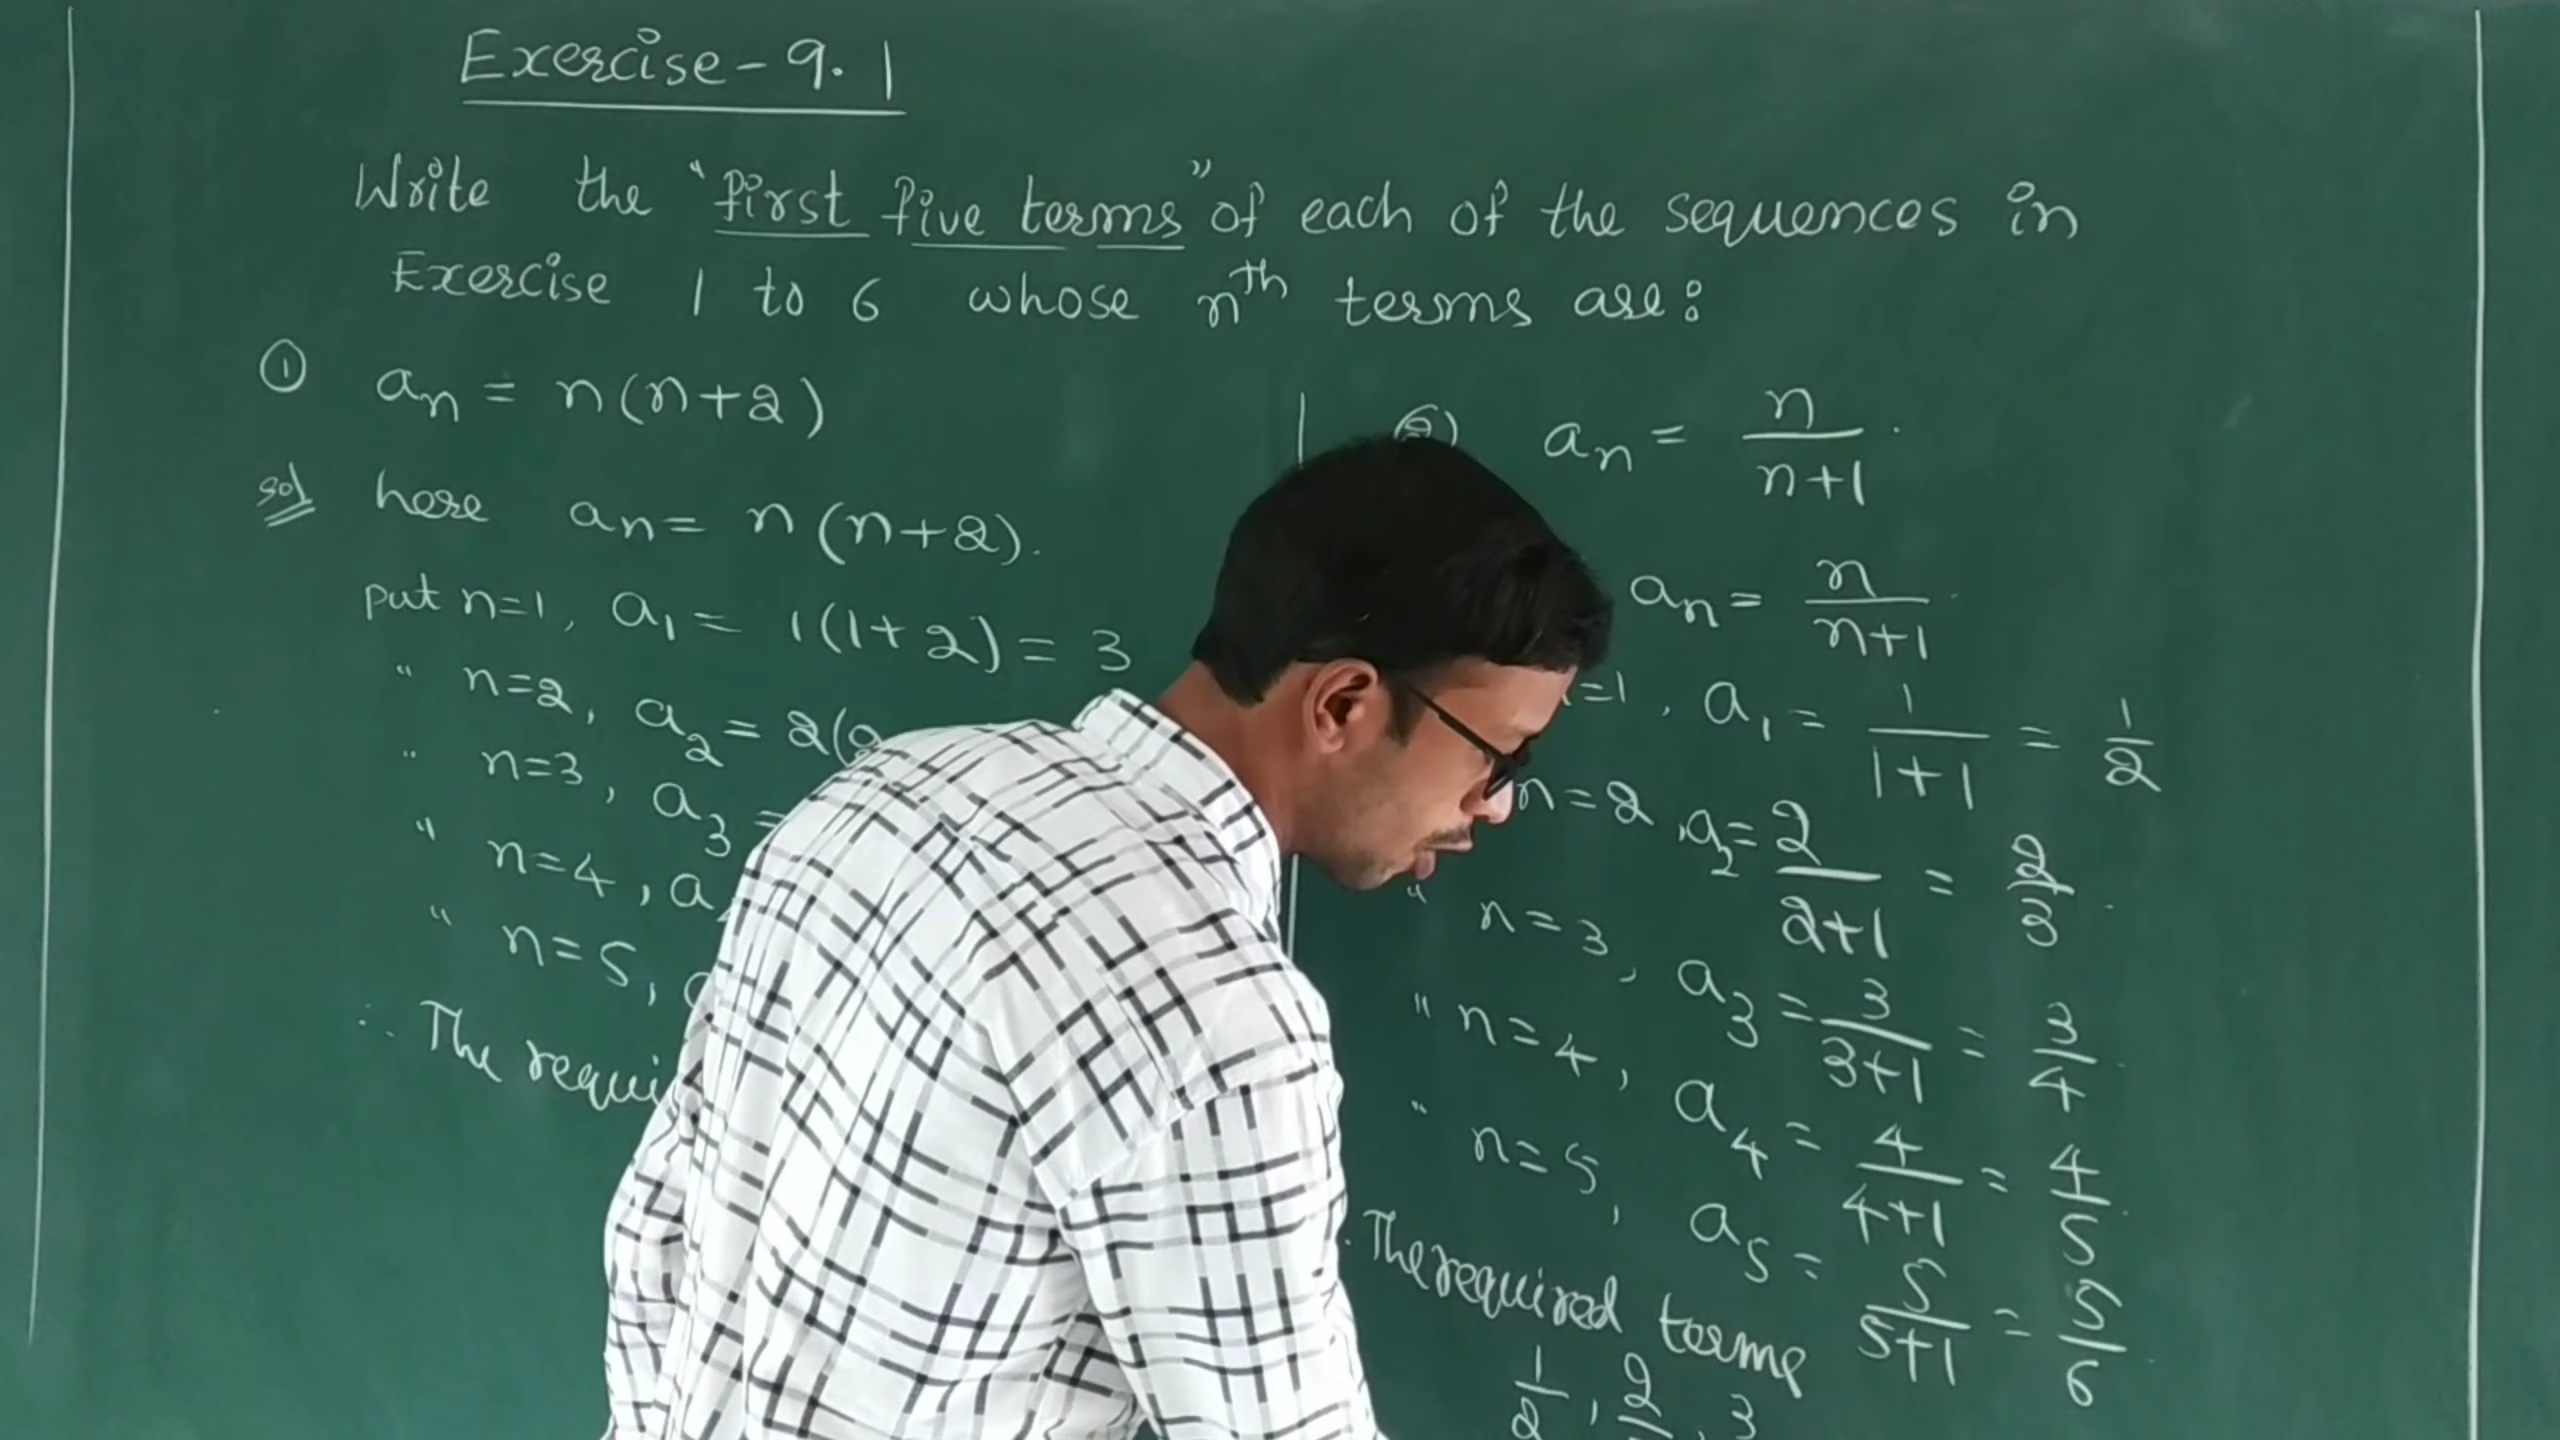 Exercise - 9.1
Write the "first five terms" of each of the sequences in
Exercise 1 to 6 whose nth terms are:
① an = n(n+2)
sol here an = n(n+2).
put n=1, a1 = 1(1+2) = 3
" n=2, a2 = 2(
" n=3, a3 =
" n=4, a
" n=5,
∴ The
an = n/n+1.
an = n/n+1.
=1, a1 = 1/1+1 = 1/2
n=2, a2 = 2/2+1 = 2/3.
" n=3, a3 = 3/3+1 = 3/4.
" n=4, a4 = 4/4+1 = 4/5.
" n=5, a5 = 5/5+1 = 5/6.
The required terms
1/2, 2, 3